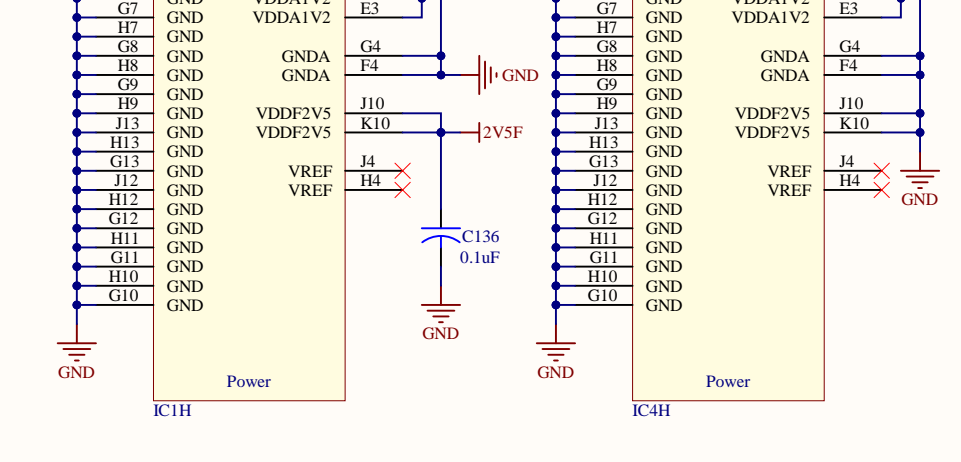 GND VDDA1V2 GND VDDA1V2
G7 GND VDDA1V2 E3 G7 GND VDDA1V2 E3
H7 GND H7 GND
G8 GND GNDA G4 G8 GND GNDA G4
H8 GND GNDA F4 GND H8 GND GNDA F4
G9 GND G9 GND
H9 GND VDDF2V5 J10 H9 GND VDDF2V5 J10
J13 GND VDDF2V5 K10 2V5F J13 GND VDDF2V5 K10
H13 GND H13 GND
G13 GND VREF J4 G13 GND VREF J4
J12 GND VREF H4 J12 GND VREF H4 GND
H12 GND H12 GND
G12 GND C136 G12 GND
H11 GND 0.1uF H11 GND
G11 GND G11 GND
H10 GND H10 GND
G10 GND G10 GND
GND
GND GND
Power Power
IC1H IC4H